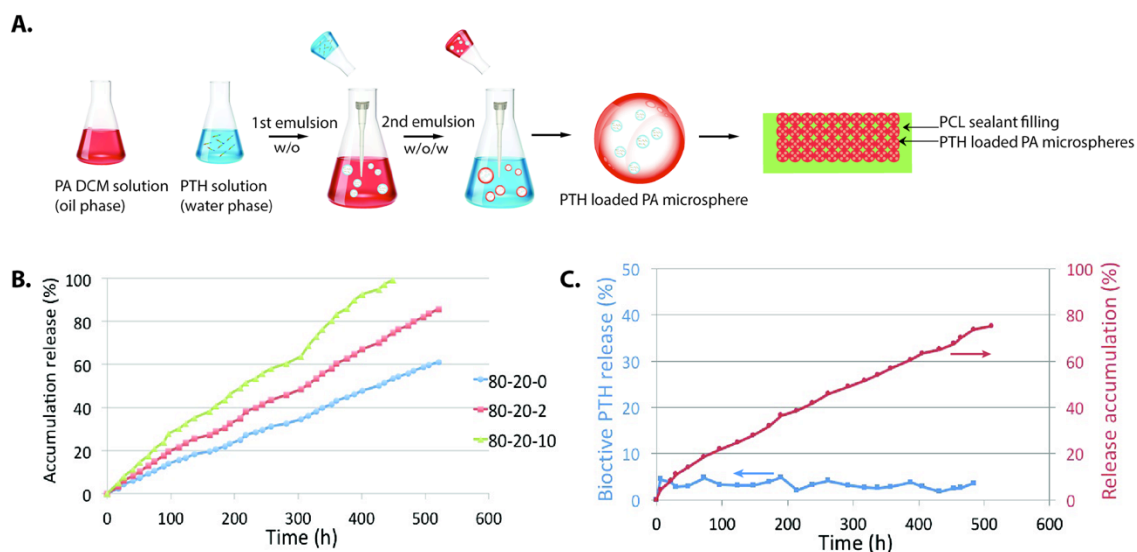 A.
1st emulsion
w/o
2nd emulsion
w/o/w
PA DCM solution
(oil phase)
PTH solution
(water phase)
PTH loaded PA microsphere
PCL sealant filling
PTH loaded PA microspheres
B.
Accumulation release (%)
100
80
60
40
20
0
0 100 200 300 400 500 600
Time (h)
80-20-0
80-20-2
80-20-10
C.
Bioctive PTH release (%)
50
40
30
20
10
0
0 100 200 300 400 500 600
Time (h)
100
80
60
40
20
0
Release accumulation (%)